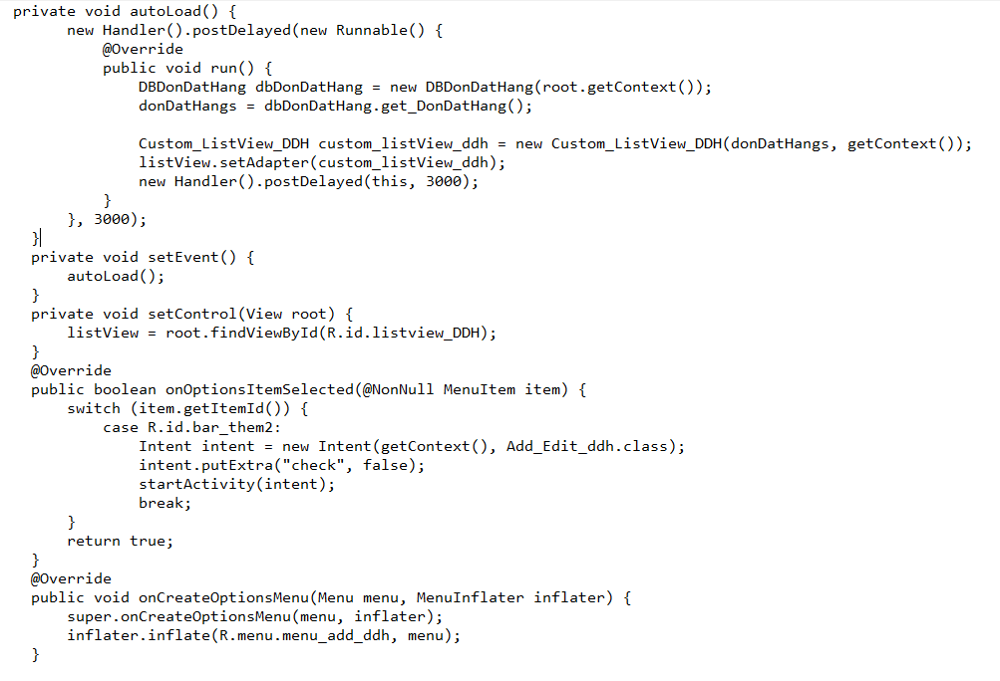 private void autoLoad() {
new Handler().postDelayed(new Runnable() {
@Override
public void run() {
DBDonDatHang dbDonDatHang = new DBDonDatHang(root.getContext());
donDatHangs = dbDonDatHang.get_DonDatHang();
Custom_ListView_DDH custom_listView_ddh = new Custom_ListView_DDH(donDatHangs, getContext());
listView.setAdapter(custom_listView_ddh);
new Handler().postDelayed(this, 3000);
}
}, 3000);
}
private void setEvent() {
autoLoad();
}
private void setControl(View root) {
listView = root.findViewById(R.id.listview_DDH);
}
@Override
public boolean onOptionsItemSelected(@NonNull MenuItem item) {
switch (item.getItemId()) {
case R.id.bar_them2:
Intent intent = new Intent(getContext(), Add_Edit_ddh.class);
intent.putExtra("check", false);
startActivity(intent);
break;
}
return true;
}
@Override
public void onCreateOptionsMenu(Menu menu, MenuInflater inflater) {
super.onCreateOptionsMenu(menu, inflater);
inflater.inflate(R.menu.menu_add_ddh, menu);
}